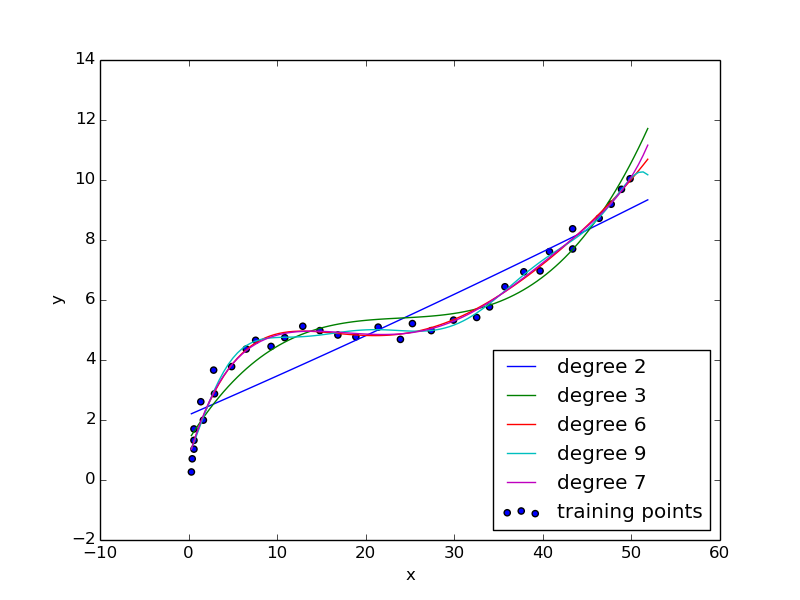 14
12
10
8
6
4
2
0
−2
−10 0 10 20 30 40 50 60
x
y
degree 2
degree 3
degree 6
degree 9
degree 7
training points